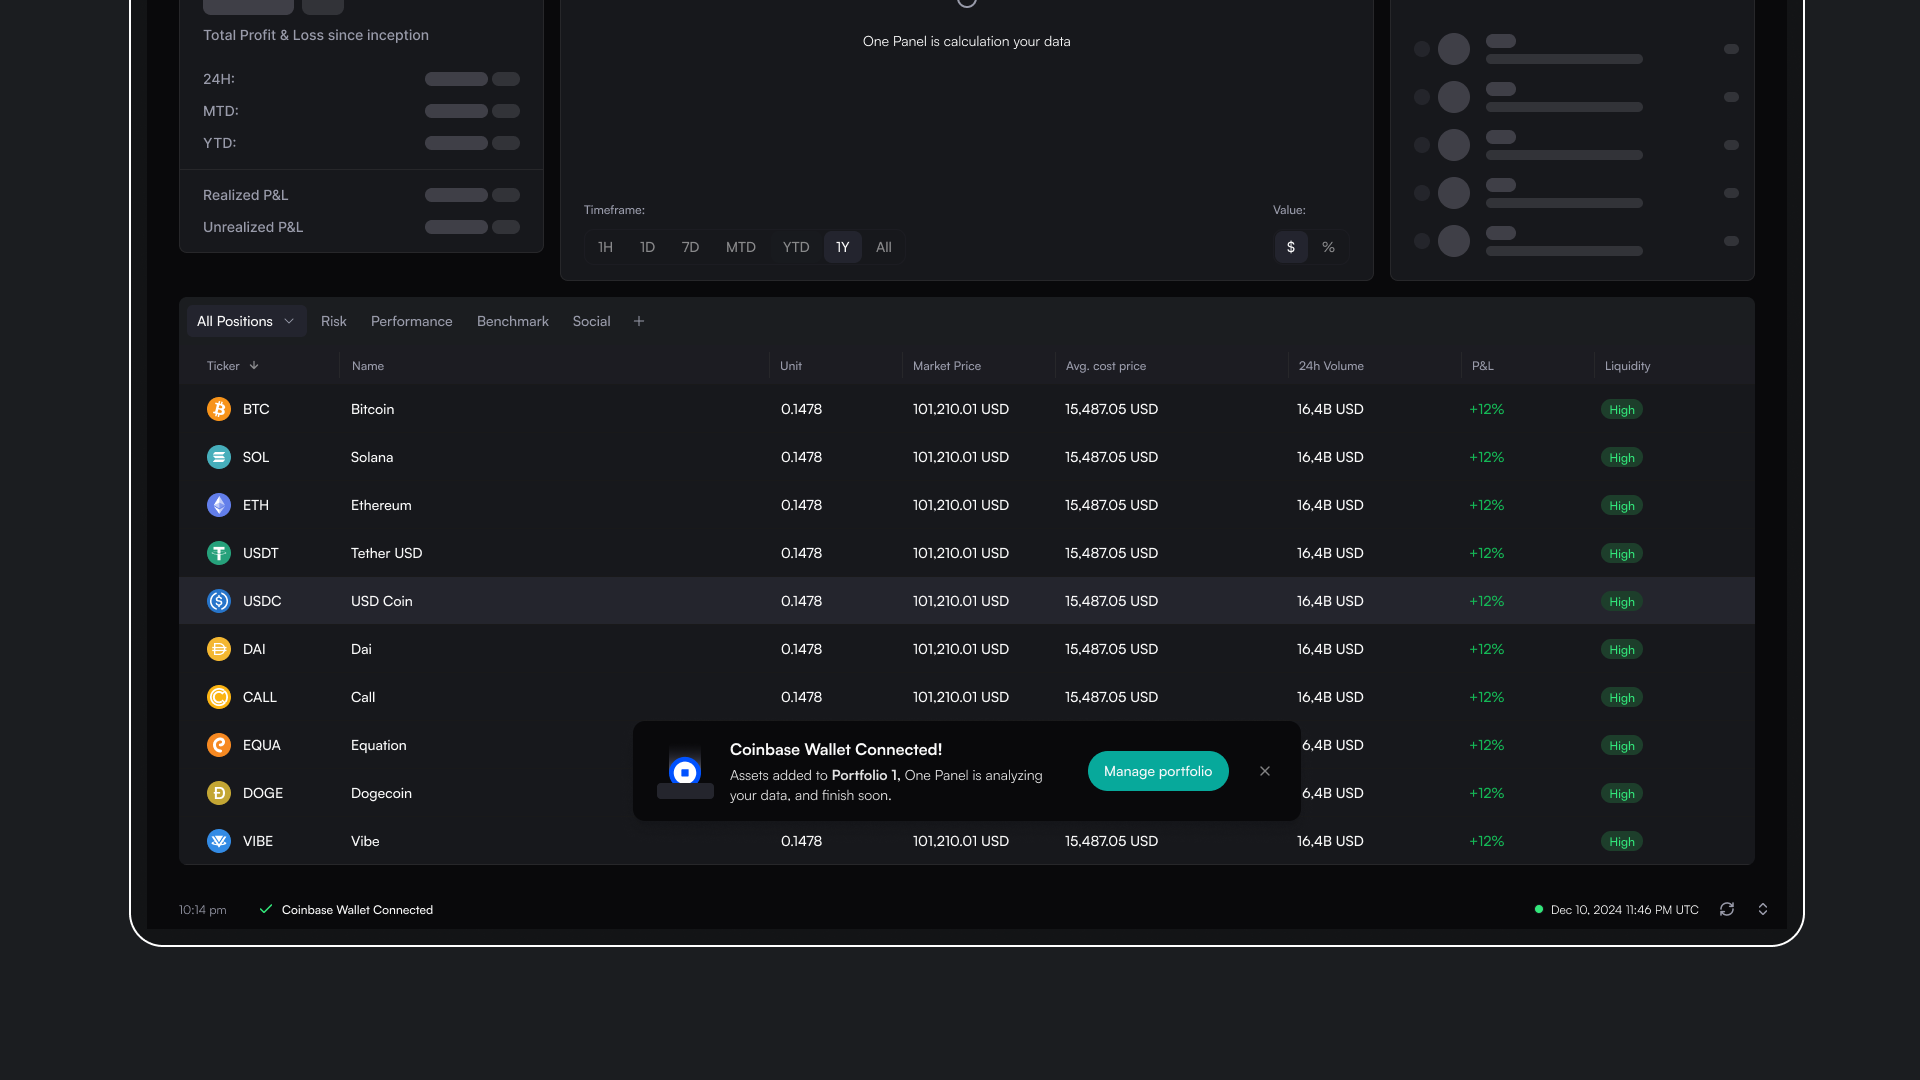 Total Profit & Loss since inception
24H:
MTD:
YTD:
Realized P&L
Unrealized P&L
One Panel is calculation your data
Timeframe:
Value:
1H 1D 7D MTD YTD 1Y All
$ %
All Positions Risk Performance Benchmark Social +
Ticker Name Unit Market Price Avg. cost price 24h Volume P&L Liquidity
BTC Bitcoin 0.1478 101,210.01 USD 15,487.05 USD 16,4B USD +12% High
SOL Solana 0.1478 101,210.01 USD 15,487.05 USD 16,4B USD +12% High
ETH Ethereum 0.1478 101,210.01 USD 15,487.05 USD 16,4B USD +12% High
USDT Tether USD 0.1478 101,210.01 USD 15,487.05 USD 16,4B USD +12% High
USDC USD Coin 0.1478 101,210.01 USD 15,487.05 USD 16,4B USD +12% High
DAI Dai 0.1478 101,210.01 USD 15,487.05 USD 16,4B USD +12% High
CALL Call 0.1478 101,210.01 USD 15,487.05 USD 16,4B USD +12% High
EQUA Equation 6,4B USD +12% High
DOGE Dogecoin 6,4B USD +12% High
VIBE Vibe 0.1478 101,210.01 USD 15,487.05 USD 16,4B USD +12% High
Coinbase Wallet Connected!
Assets added to Portfolio 1, One Panel is analyzing
your data, and finish soon.
Manage portfolio
10:14 pm Coinbase Wallet Connected
Dec 10, 2024 11:46 PM UTC